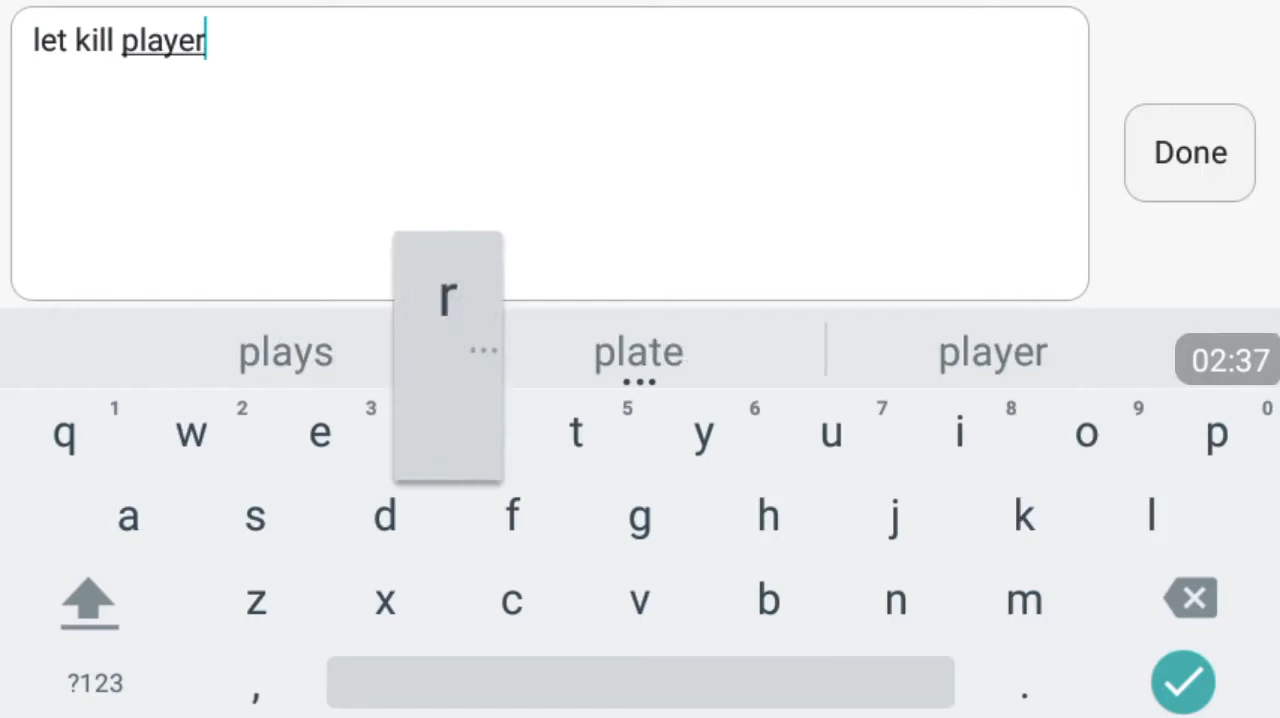 let kill player
Done
r
plays
plate
player
02:37
1 2 3 5 6 7 8 9 0
q w e t y u i o p
a s d f g h j k l
z x c v b n m
?123 , .